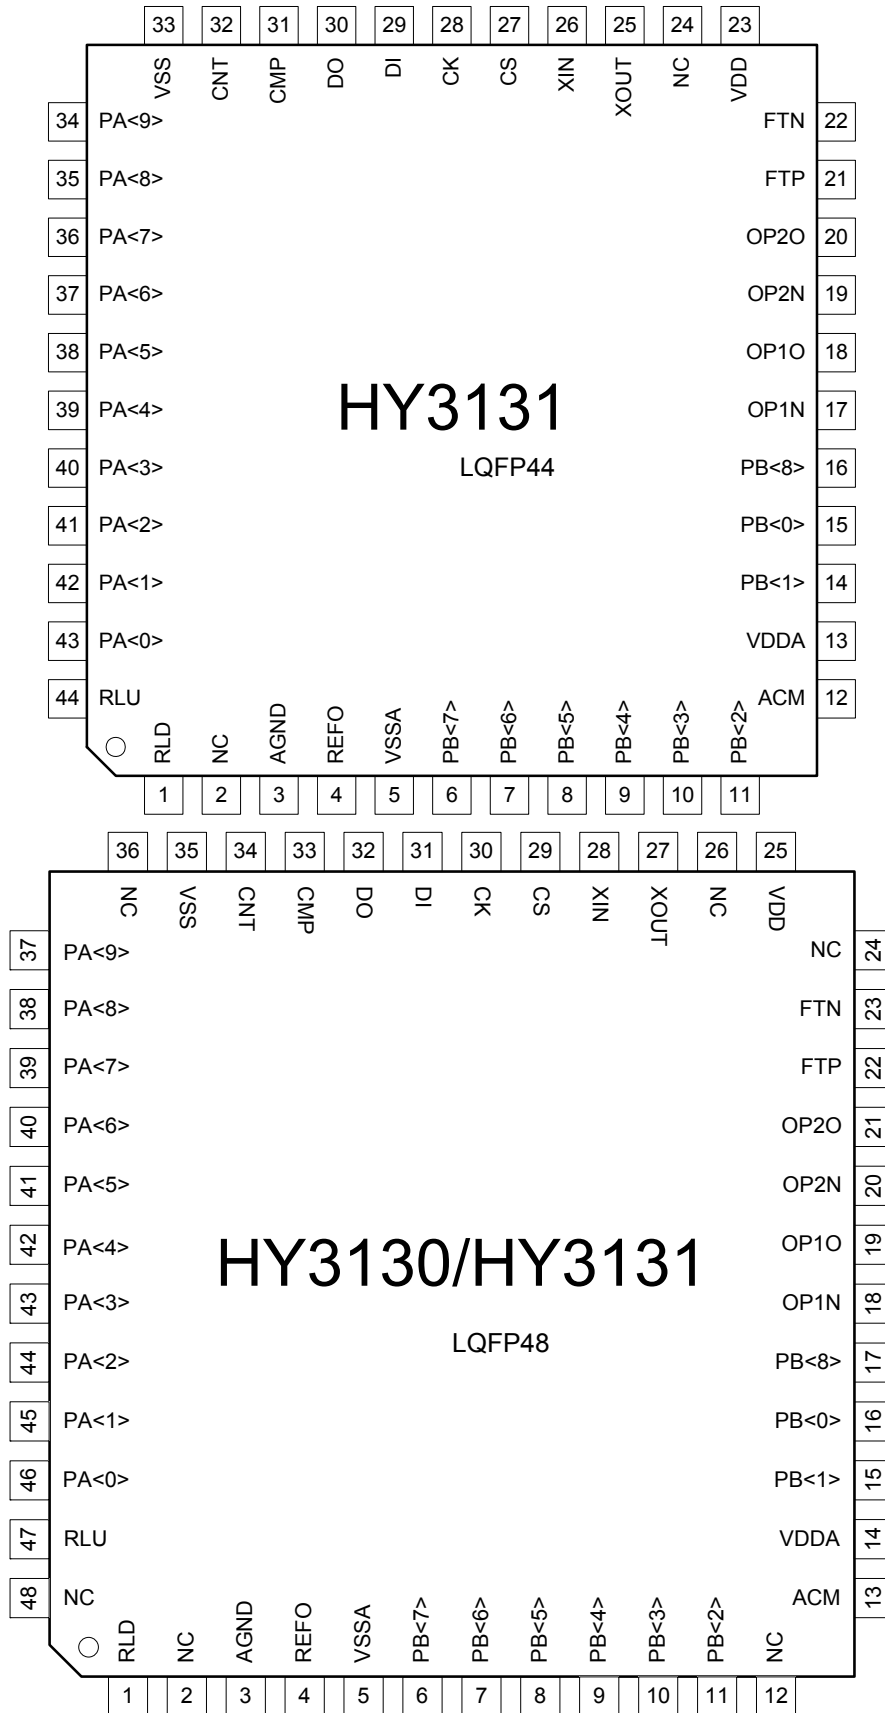 33 32 31 30 29 28 27 26 25 24 23
VSS CNT CMP DO DI CK CS XIN XOUT NC VDD
34 PA<9> FTN 22
35 PA<8> FTP 21
36 PA<7> OP2O 20
37 PA<6> OP2N 19
38 PA<5> OP1O 18
39 PA<4> OP1N 17
HY3131
40 PA<3> LQFP44 PB<8> 16
41 PA<2> PB<0> 15
42 PA<1> PB<1> 14
43 PA<0> VDDA 13
44 RLU ACM 12
RLD NC AGND REFO VSSA PB<7> PB<6> PB<5> PB<4> PB<3> PB<2>
1 2 3 4 5 6 7 8 9 10 11
36 35 34 33 32 31 30 29 28 27 26 25
NC VSS CNT CMP DO DI CK CS XIN XOUT NC VDD
37 PA<9> NC 24
38 PA<8> FTN 23
39 PA<7> FTP 22
40 PA<6> OP2O 21
41 PA<5> OP2N 20
42 PA<4> OP1O 19
HY3130/HY3131
43 PA<3> OP1N 18
LQFP48
44 PA<2> PB<8> 17
45 PA<1> PB<0> 16
46 PA<0> PB<1> 15
47 RLU VDDA 14
48 NC ACM 13
RLD NC AGND REFO VSSA PB<7> PB<6> PB<5> PB<4> PB<3> PB<2> NC
1 2 3 4 5 6 7 8 9 10 11 12